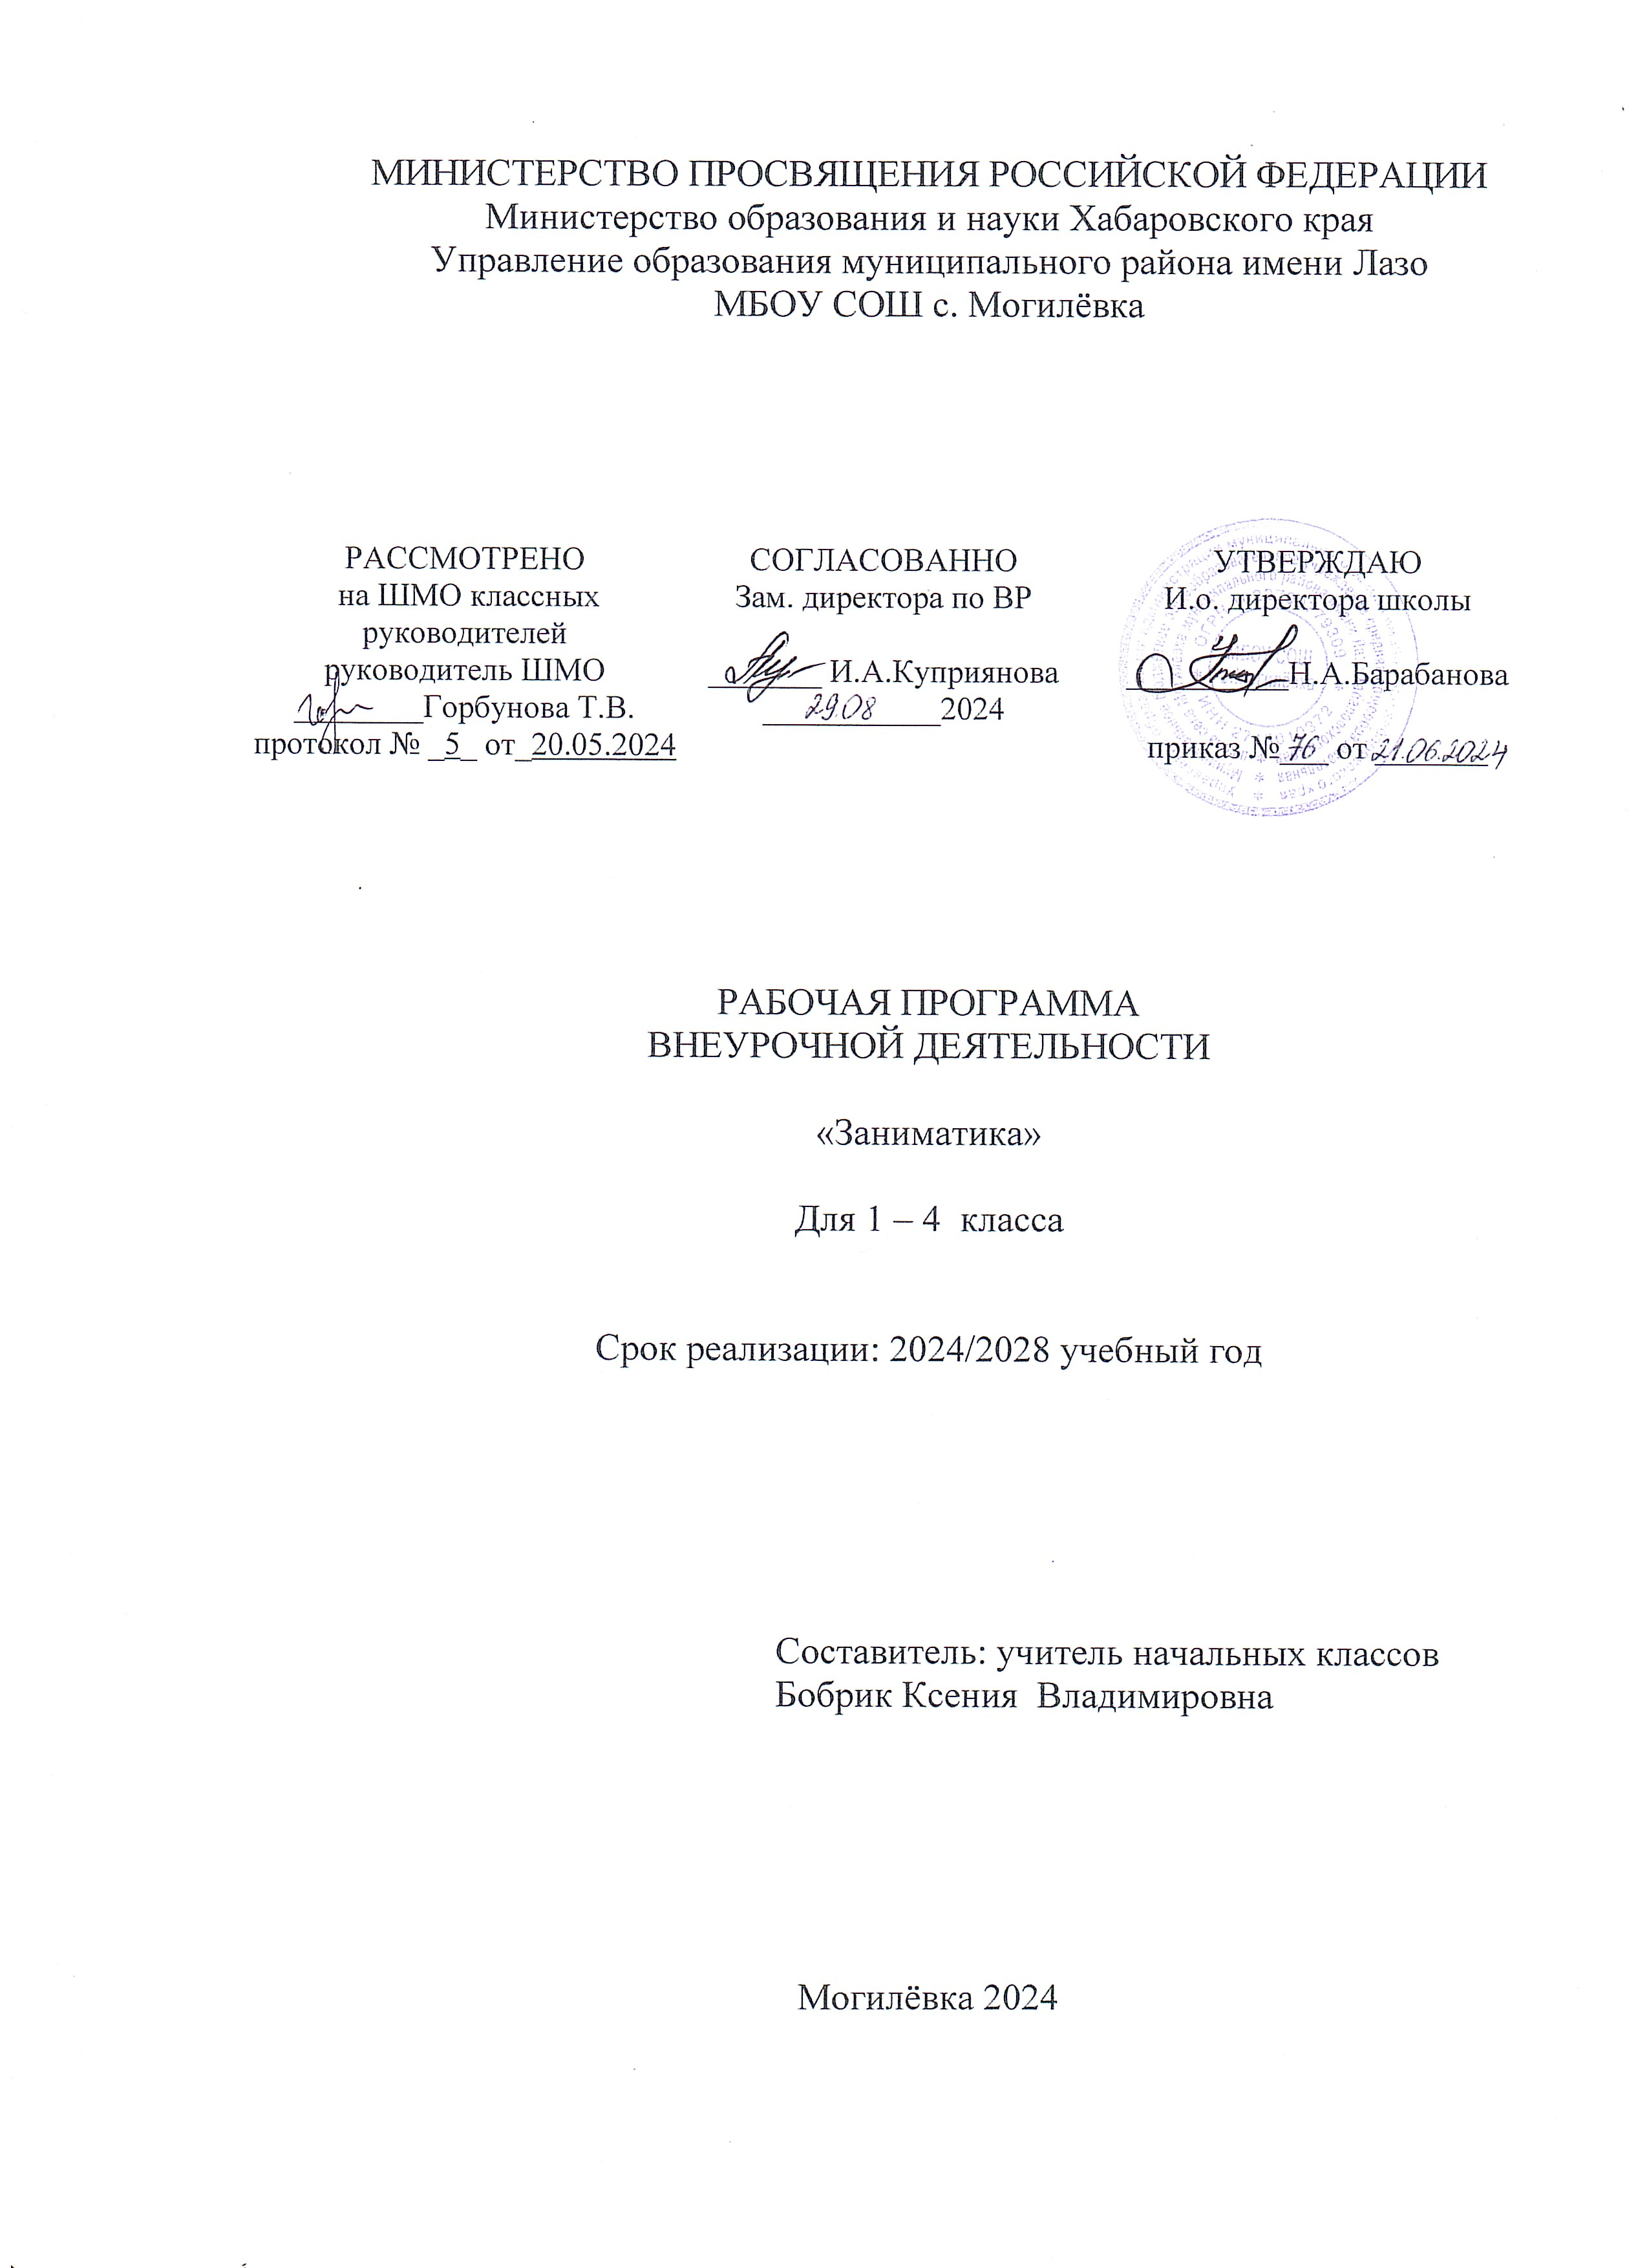 МИНИСТЕРСТВО ПРОСВЯЩЕНИЯ РОССИЙСКОЙ ФЕДЕРАЦИИ
Министерство образования и науки Хабаровского края
Управление образования муниципального района имени Лазо
МБОУ СОШ с. Могилёвка
РАССМОТРЕНО
на ШМО классных
руководителей
руководитель ШМО
________Горбунова Т.В.
протокол № _5_ от_20.05.2024
СОГЛАСОВАННО
Зам. директора по ВР
_______ И.А.Куприянова
29.08 2024
УТВЕРЖДАЮ
И.о. директора школы
__________Н.А.Барабанова
приказ № 76 от 21.06.2024
РАБОЧАЯ ПРОГРАММА
ВНЕУРОЧНОЙ ДЕЯТЕЛЬНОСТИ
«Заниматика»
Для 1 – 4 класса
Срок реализации: 2024/2028 учебный год
Составитель: учитель начальных классов
Бобрик Ксения Владимировна
Могилёвка 2024